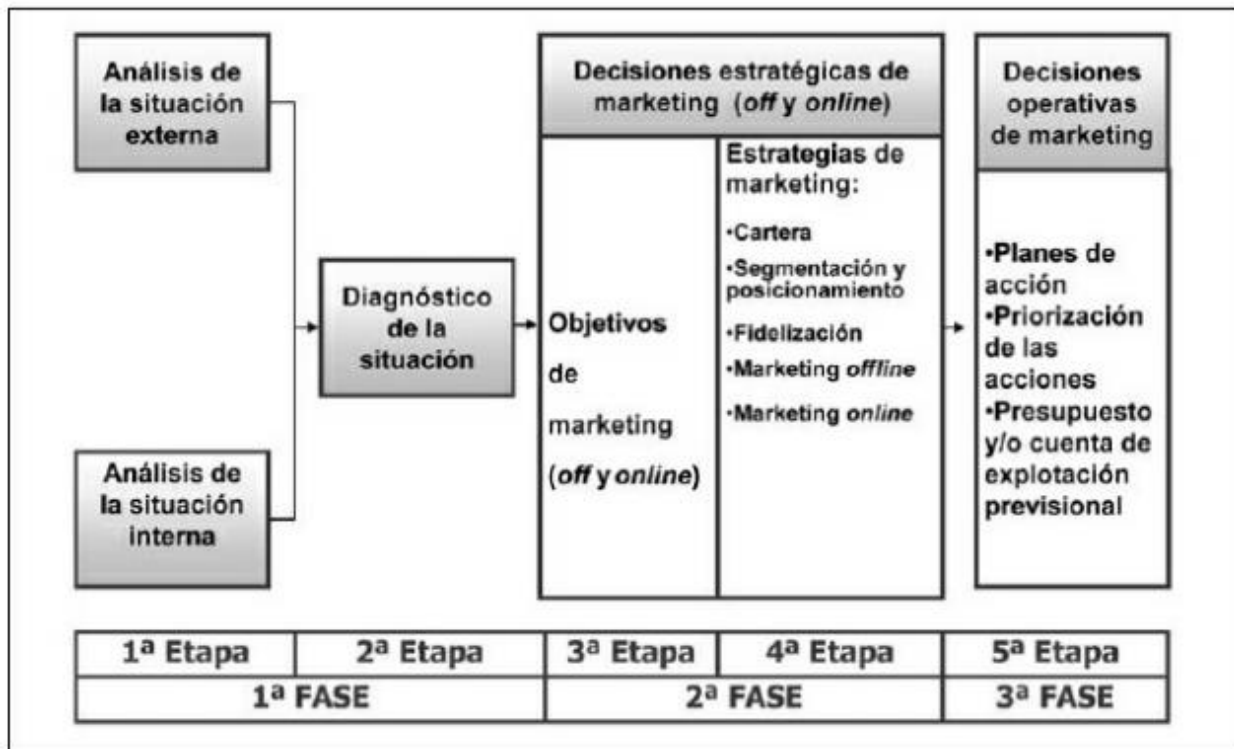 Análisis de
la situación
externa
Análisis de
la situación
interna
Diagnóstico
de la
situación
Decisiones estratégicas de
marketing (off y online)
Objetivos
de
marketing
(off y online)
Estrategias de
marketing:
•Cartera
•Segmentación y
posicionamiento
•Fidelización
•Marketing offline
•Marketing online
Decisiones
operativas
de marketing
•Planes de
acción
•Priorización
de las
acciones
•Presupuesto
y/o cuenta de
explotación
previsional
1ª Etapa
2ª Etapa
3ª Etapa
4ª Etapa
5ª Etapa
1ª FASE
2ª FASE
3ª FASE